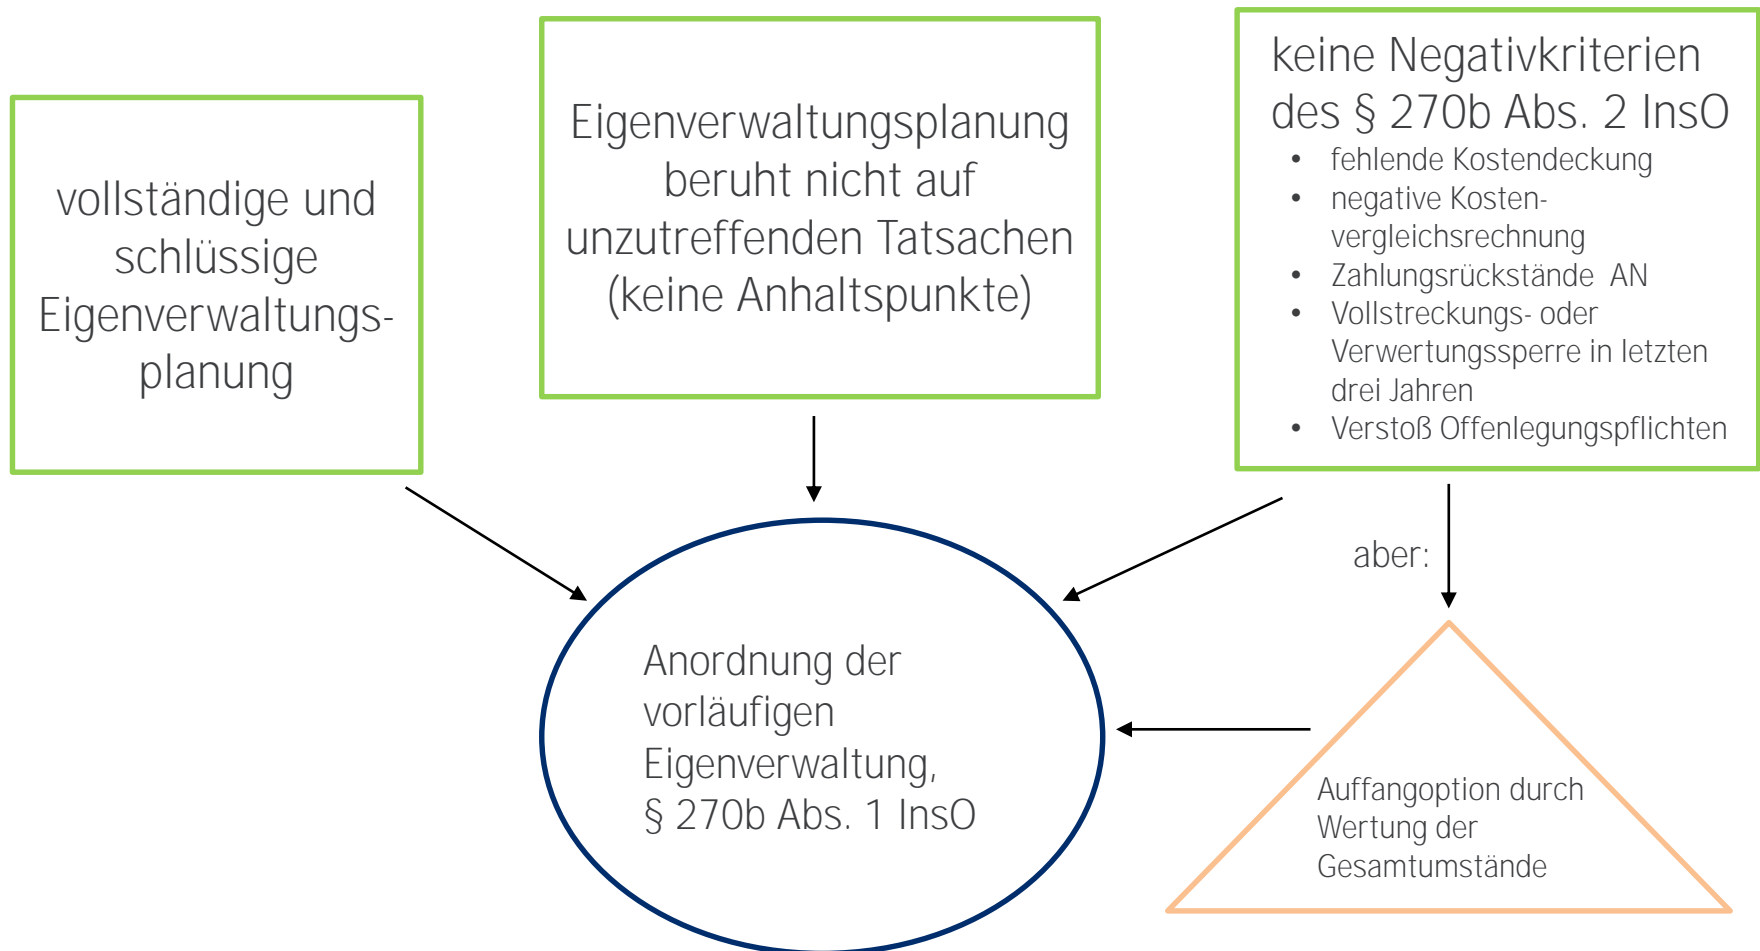 vollständige und
schlüssige
Eigenverwaltungs-
planung
Eigenverwaltungsplanung
beruht nicht auf
unzutreffenden Tatsachen
(keine Anhaltspunkte)
keine Negativkriterien
des § 270b Abs. 2 InsO
• fehlende Kostendeckung
• negative Kosten-
vergleichsrechnung
• Zahlungsrückstände AN
• Vollstreckungs- oder
Verwertungssperre in letzten
drei Jahren
• Verstoß Offenlegungspflichten
aber:
Anordnung der
vorläufigen
Eigenverwaltung,
§ 270b Abs. 1 InsO
Auffangoption durch
Wertung der
Gesamtumstände